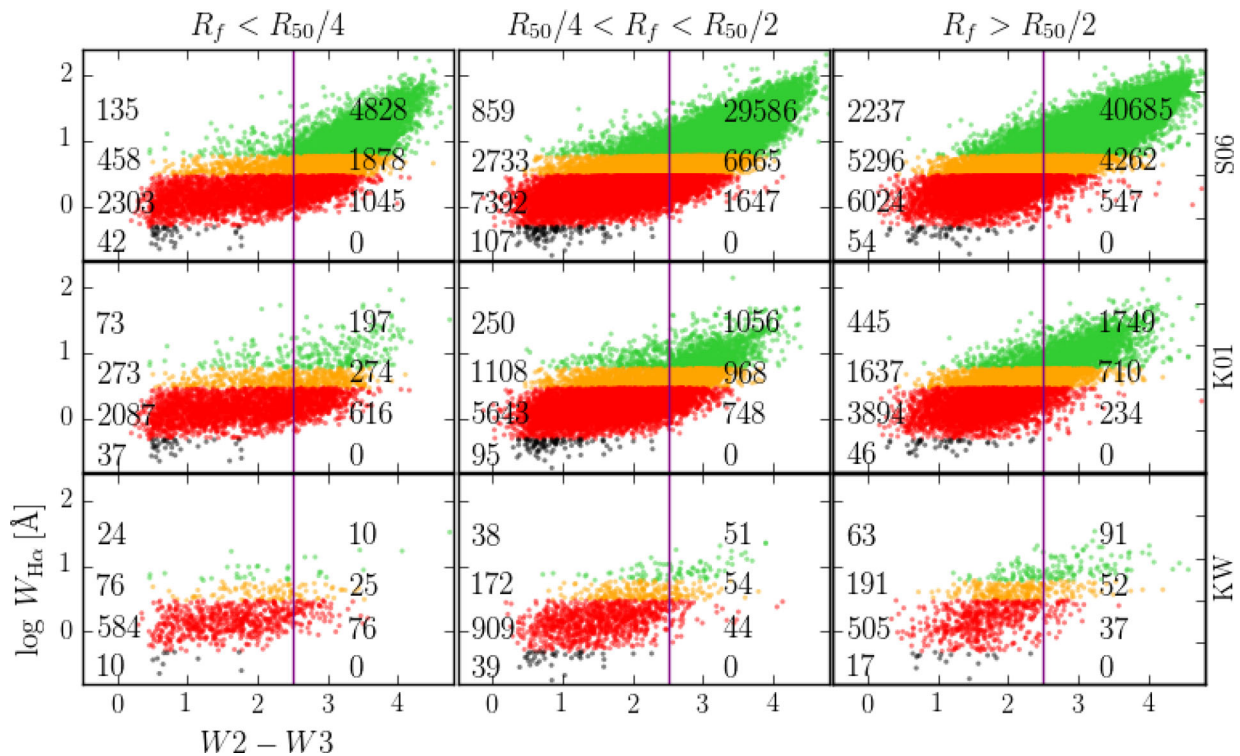 R_f < R_50/4 R_50/4 < R_f < R_50/2 R_f > R_50/2
2 135 4828 859 29586 2237 40685
1 458 1878 2733 6665 5296 4262 S06
0 2303 1045 7392 1647 6024 547
42 0 107 0 54 0
2 73 197 250 1056 445 1749
1 273 274 1108 968 1637 710 K01
0 2087 616 5643 748 3894 234
37 0 95 0 46 0
2 24 10 38 51 63 91
1 76 25 172 54 191 52 KW
0 584 76 909 44 505 37
10 0 39 0 17 0
log W_Hα [Å]
0 1 2 3 4 0 1 2 3 4 0 1 2 3 4
W2 − W3